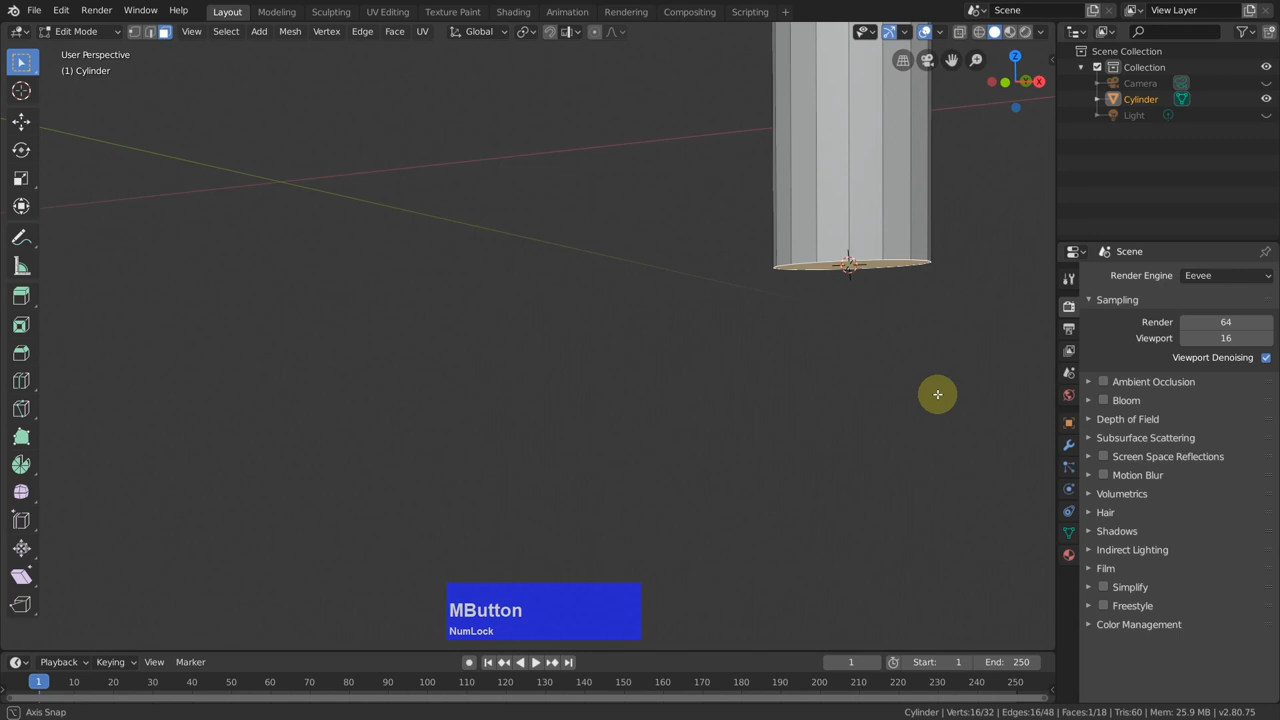 File Edit Render Window Help Layout Modeling Sculpting UV Editing Texture Paint Shading Animation Rendering Compositing Scripting + Scene View Layer
Edit Mode View Select Add Mesh Vertex Edge Face UV Global
User Perspective
(1) Cylinder
Z
X
Y
Scene Collection
Collection
Camera
Cylinder
Light
Scene
Render Engine Eevee
Sampling
Render 64
Viewport 16
Viewport Denoising
Ambient Occlusion
Bloom
Depth of Field
Subsurface Scattering
Screen Space Reflections
Motion Blur
Volumetrics
Hair
Shadows
Indirect Lighting
Film
Simplify
Freestyle
Color Management
MButton
NumLock
Playback Keying View Marker 1 Start: 1 End: 250
1 10 20 30 40 50 60 70 80 90 100 110 120 130 140 150 160 170 180 190 200 210 220 230 240 250
Axis Snap
Cylinder | Verts:16/32 | Edges:16/48 | Faces:1/18 | Tris:60 | Mem: 25.9 MB | v2.80.75